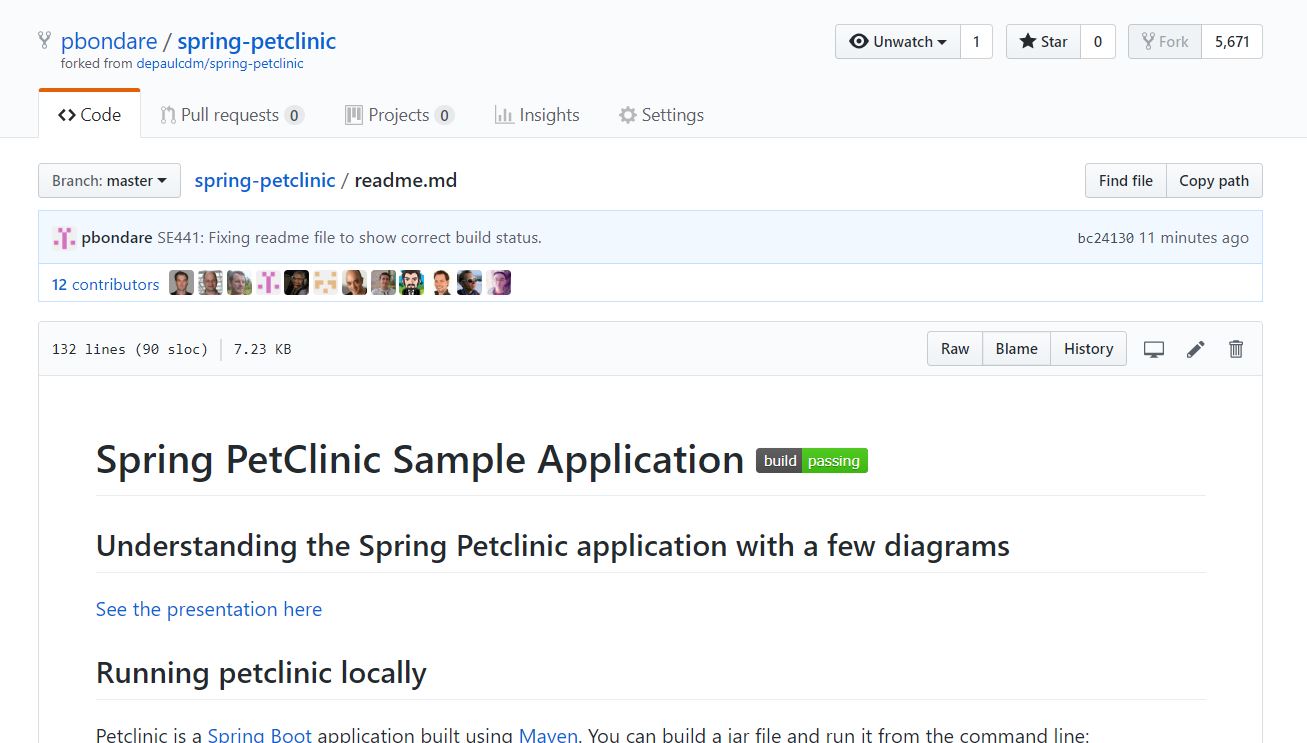 pbondare / spring-petclinic Unwatch 1 Star 0 Fork 5,671
forked from depaulcdm/spring-petclinic
Code Pull requests 0 Projects 0 Insights Settings
Branch: master spring-petclinic / readme.md Find file Copy path
pbondare SE441: Fixing readme file to show correct build status. bc24130 11 minutes ago
12 contributors
132 lines (90 sloc) 7.23 KB Raw Blame History
Spring PetClinic Sample Application build passing
Understanding the Spring Petclinic application with a few diagrams
See the presentation here
Running petclinic locally
Petclinic is a Spring Boot application built using Maven. You can build a jar file and run it from the command line: